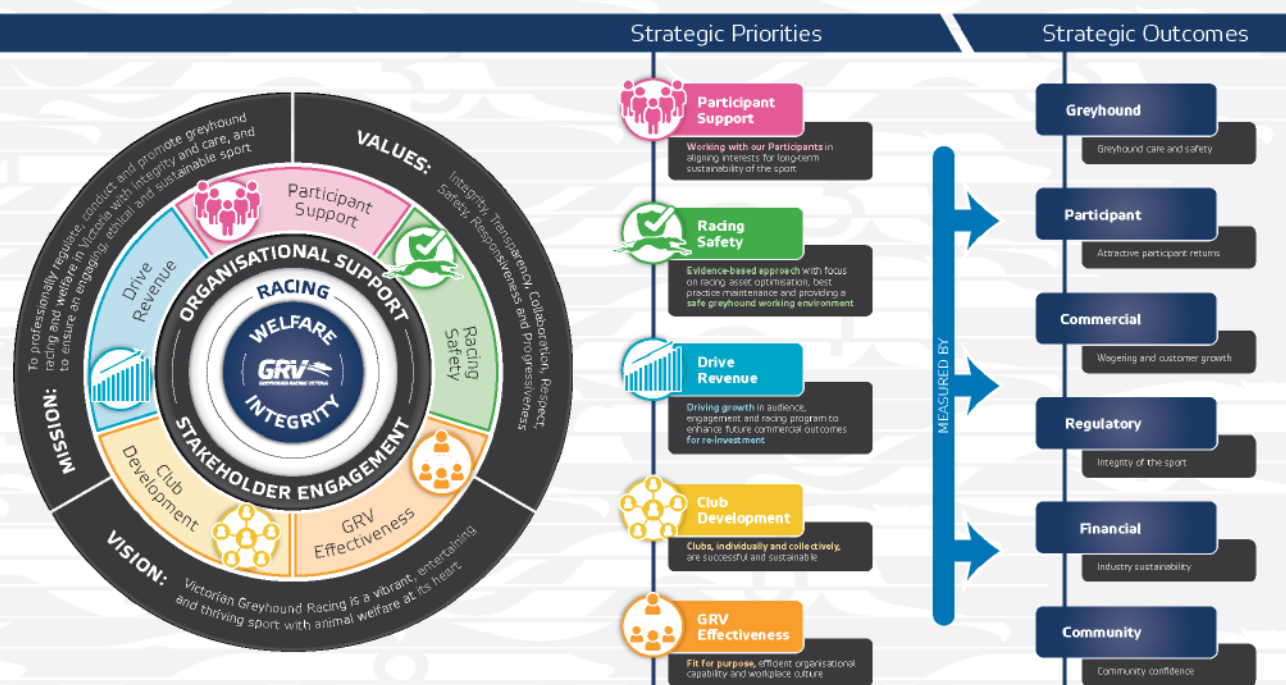 Strategic Priorities
Strategic Outcomes
MISSION:
To professionally regulate, conduct and promote greyhound
racing and welfare in Victoria with integrity and care, and
to ensure an engaging, ethical and sustainable sport
VALUES:
Integrity, Transparency, Collaboration, Respect,
Safety, Responsiveness and Progressiveness
VISION:
Victorian Greyhound Racing is a vibrant, entertaining
and thriving sport with animal welfare at its heart
Participant
Support
Racing
Safety
GRV
Effectiveness
Club
Development
Drive
Revenue
ORGANISATIONAL SUPPORT
STAKEHOLDER ENGAGEMENT
RACING
WELFARE
GRV
GREYHOUND RACING VICTORIA
INTEGRITY
Participant
Support
Working with our Participants in
aligning interests for long-term
sustainability of the sport
Racing
Safety
Evidence-based approach with focus
on racing asset optimisation, best
practice maintenance and providing a
safe greyhound working environment
Drive
Revenue
Driving growth in audience,
engagement and racing program to
enhance future commercial outcomes
for re-investment
Club
Development
Clubs, individually and collectively,
are successful and sustainable
GRV
Effectiveness
Fit for purpose, efficient organisational
capability and workplace culture
MEASURED BY
Greyhound
Greyhound care and safety
Participant
Attractive participant returns
Commercial
Wagering and customer growth
Regulatory
Integrity of the sport
Financial
Industry sustainability
Community
Community confidence